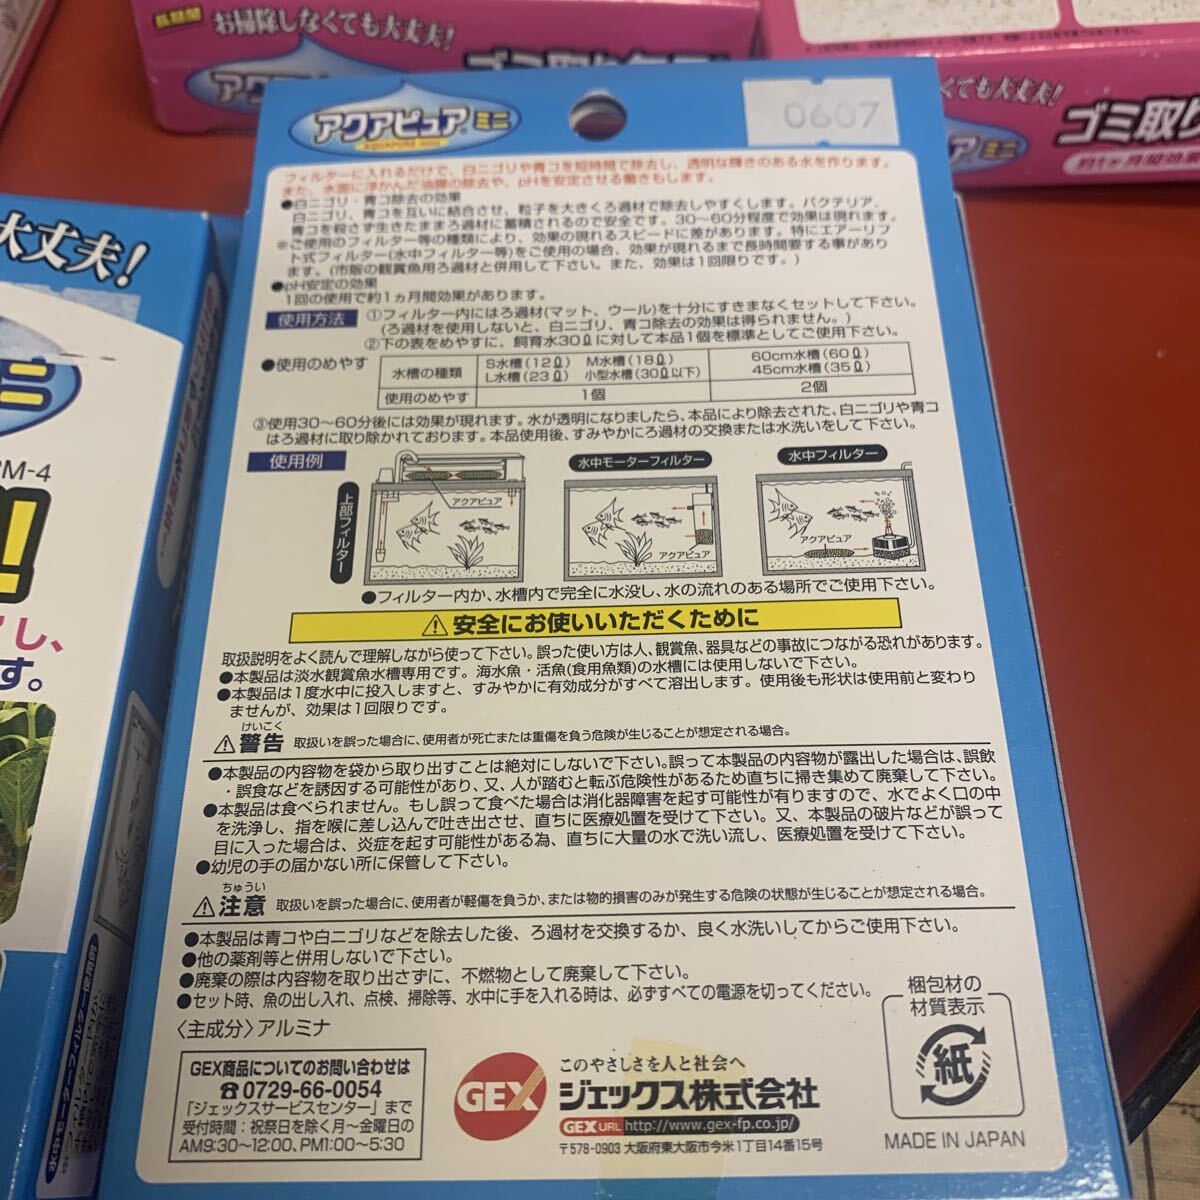 長期間
お掃除しなくても大丈夫!
くても大丈夫!
ゴミ取り
ミニ
大丈夫!
ミニ
M-4
し、
す。
アクアピュア ミニ
AQUAPURE MINI
0607
フィルターに入れるだけで、白ニゴリや青コを短時間で除去し、透明な輝きのある水を作ります。
また、水面に浮かんだ油膜の除去や、pHを安定させる働きもします。
●白ニゴリ・青コ除去の効果
白ニゴリ、青コを互いに結合させ、粒子を大きくろ過材で除去しやすくします。バクテリア、
青コを殺さず生きたままろ過材に蓄積されるので安全です。30〜60分程度で効果は現れます。
※ご使用のフィルター等の種類により、効果の現れるスピードに差があります。特にエアーリフ
ト式フィルター(水中フィルター等)をご使用の場合、効果が現れるまで長時間要する事があり
ます。(市販の観賞魚用ろ過材と併用して下さい。また、効果は1回限りです。)
●pH安定の効果
1回の使用で約1ヵ月間効果があります。
使用方法 ①フィルター内にはろ過材(マット、ウール)を十分にすきまなくセットして下さい。
(ろ過材を使用しないと、白ニゴリ、青コ除去の効果は得られません。)
②下の表をめやすに、飼育水30ℓに対して本品1個を標準としてご使用下さい。
●使用のめやす
水槽の種類 S水槽(12ℓ) M水槽(18ℓ) 60cm水槽(60ℓ)
L水槽(23ℓ) 小型水槽(30ℓ以下) 45cm水槽(35ℓ)
使用のめやす 1個 2個
③使用30〜60分後には効果が現れます。水が透明になりましたら、本品により除去された、白ニゴリや青コ
はろ過材に取り除かれております。本品使用後、すみやかにろ過材の交換または水洗いをして下さい。
使用例
上部フィルター
アクアピュア
水中モーターフィルター
アクアピュア
水中フィルター
アクアピュア
●フィルター内か、水槽内で完全に水没し、水の流れのある場所でご使用下さい。
⚠安全にお使いいただくために
取扱説明をよく読んで理解しながら使って下さい。誤った使い方は人、観賞魚、器具などの事故につながる恐れがあります。
●本製品は淡水観賞魚水槽専用です。海水魚・活魚(食用魚類)の水槽には使用しないで下さい。
●本製品は1度水中に投入しますと、すみやかに有効成分がすべて溶出します。使用後も形状は使用前と変わり
ませんが、効果は1回限りです。
けいこく
⚠警告 取扱いを誤った場合に、使用者が死亡または重傷を負う危険が生じることが想定される場合。
●本製品の内容物を袋から取り出すことは絶対にしないで下さい。誤って本製品の内容物が露出した場合は、誤飲
・誤食などを誘因する可能性があり、又、人が踏むと転ぶ危険性があるため直ちに掃き集めて廃棄して下さい。
●本製品は食べられません。もし誤って食べた場合は消化器障害を起す可能性が有りますので、水でよく口の中
を洗浄し、指を喉に差し込んで吐き出させ、直ちに医療処置を受けて下さい。又、本製品の破片などが誤って
目に入った場合は、炎症を起す可能性がある為、直ちに大量の水で洗い流し、医療処置を受けて下さい。
●幼児の手の届かない所に保管して下さい。
ちゅうい
⚠注意 取扱いを誤った場合に、使用者が軽傷を負うか、または物的損害のみが発生する危険の状態が生じることが想定される場合。
●本製品は青コや白ニゴリなどを除去した後、ろ過材を交換するか、良く水洗いしてからご使用下さい。
●他の薬剤等と併用しないで下さい。
●廃棄の際は内容物を取り出さずに、不燃物として廃棄して下さい。
●セット時、魚の出し入れ、点検、掃除等、水中に手を入れる時は、必ずすべての電源を切ってください。
〈主成分〉アルミナ
GEX商品についてのお問い合わせは
☎0729-66-0054
「ジェックスサービスセンター」まで
受付時間:祝祭日を除く月〜金曜日の
AM9:30〜12:00、PM1:00〜5:30
GEX
このやさしさを人と社会へ
ジェックス株式会社
GEX URL http://www.gex-fp.co.jp/
〒578-0903 大阪府東大阪市今米1丁目14番15号
梱包材の
材質表示
紙
MADE IN JAPAN